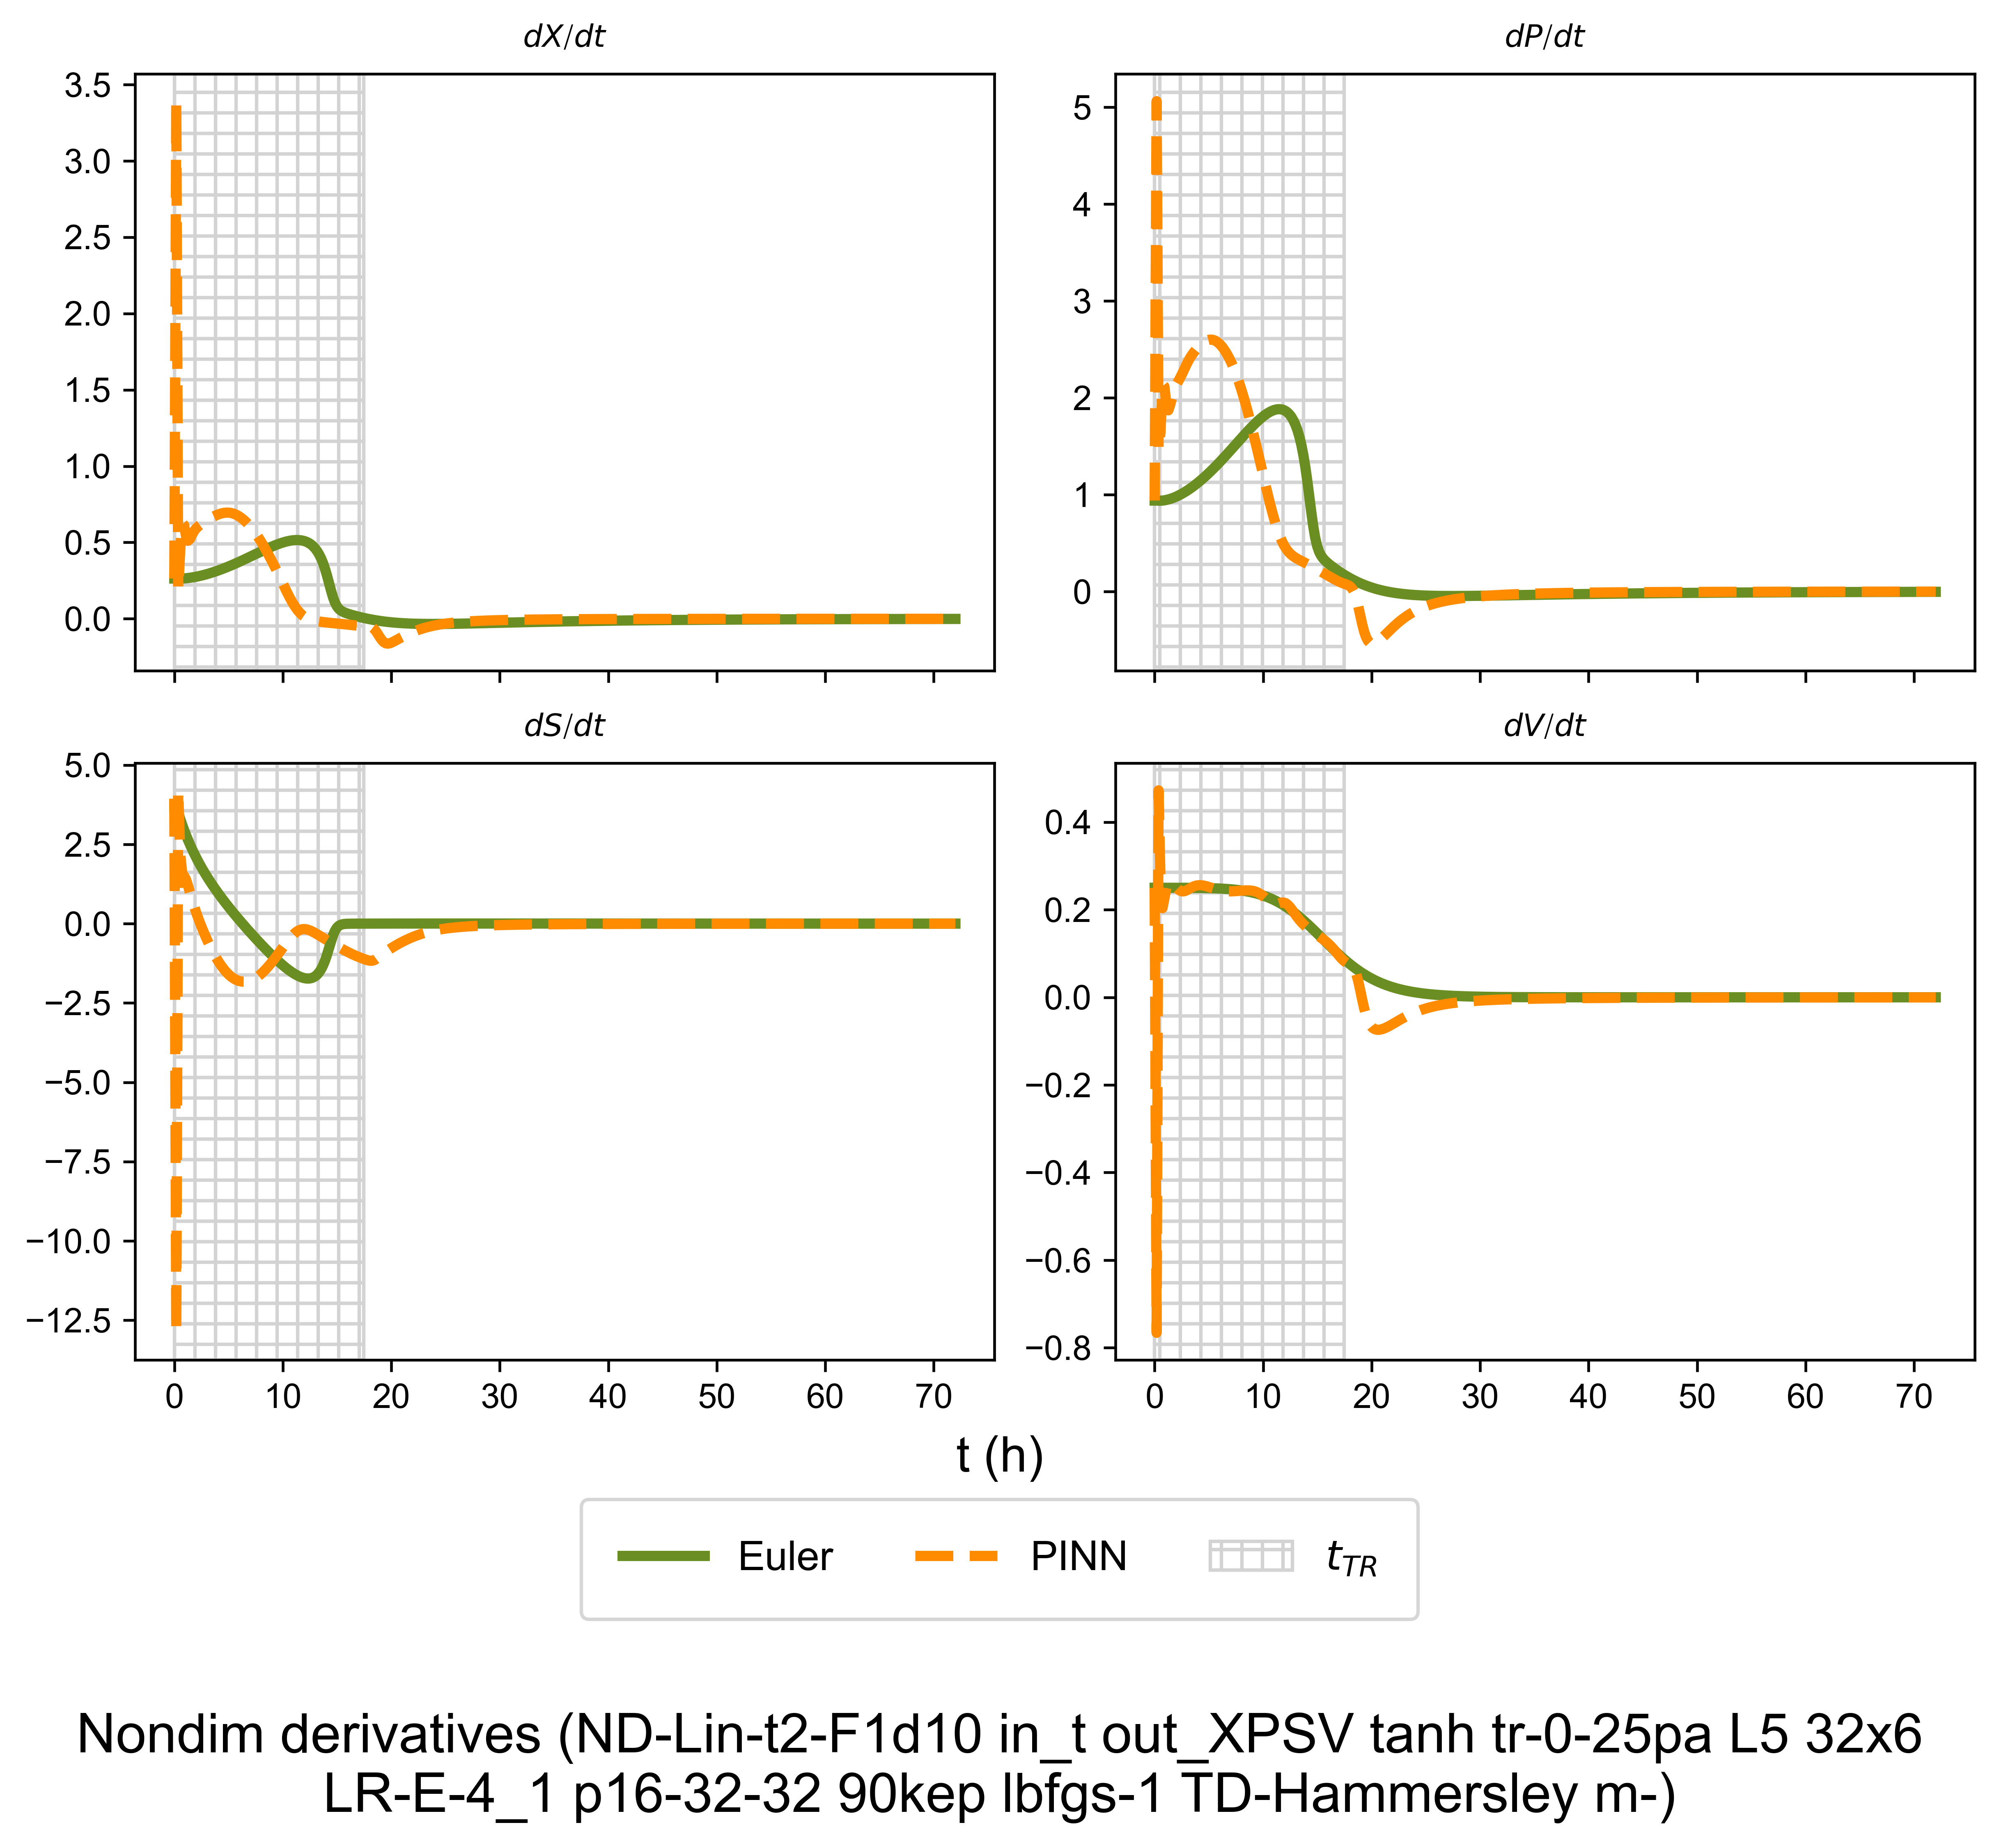 dX/dt
dP/dt
3.5
3.0
2.5
2.0
1.5
1.0
0.5
0.0
5
4
3
2
1
0
dS/dt
dV/dt
5.0
2.5
0.0
−2.5
−5.0
−7.5
−10.0
−12.5
0.4
0.2
0.0
−0.2
−0.4
−0.6
−0.8
0 10 20 30 40 50 60 70
0 10 20 30 40 50 60 70
t (h)
Euler PINN t_TR
Nondim derivatives (ND-Lin-t2-F1d10 in_t out_XPSV tanh tr-0-25pa L5 32x6
LR-E-4_1 p16-32-32 90kep lbfgs-1 TD-Hammersley m-)